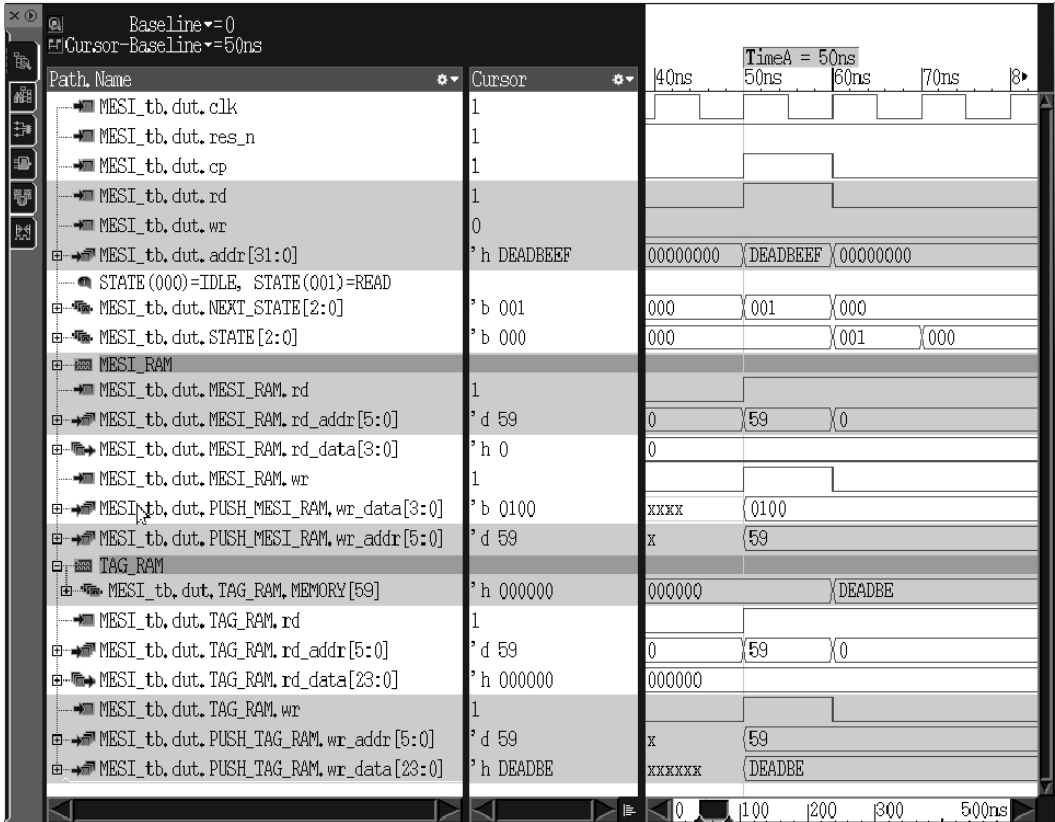 Baseline▾=0
Cursor-Baseline▾=50ns
TimeA = 50ns
Path.Name Cursor 40ns 50ns 60ns 70ns 8
MESI_tb.dut.clk 1
MESI_tb.dut.res_n 1
MESI_tb.dut.cp 1
MESI_tb.dut.rd 1
MESI_tb.dut.wr 0
MESI_tb.dut.addr[31:0] 'h DEADBEEF 00000000 DEADBEEF 00000000
STATE(000)=IDLE, STATE(001)=READ
MESI_tb.dut.NEXT_STATE[2:0] 'b 001 000 001 000
MESI_tb.dut.STATE[2:0] 'b 000 000 001 000
MESI_RAM
MESI_tb.dut.MESI_RAM.rd 1
MESI_tb.dut.MESI_RAM.rd_addr[5:0] 'd 59 0 59 0
MESI_tb.dut.MESI_RAM.rd_data[3:0] 'h 0 0
MESI_tb.dut.MESI_RAM.wr 1
MESI_tb.dut.PUSH_MESI_RAM.wr_data[3:0] 'b 0100 xxxx 0100
MESI_tb.dut.PUSH_MESI_RAM.wr_addr[5:0] 'd 59 x 59
TAG_RAM
MESI_tb.dut.TAG_RAM.MEMORY[59] 'h 000000 000000 DEADBE
MESI_tb.dut.TAG_RAM.rd 1
MESI_tb.dut.TAG_RAM.rd_addr[5:0] 'd 59 0 59 0
MESI_tb.dut.TAG_RAM.rd_data[23:0] 'h 000000 000000
MESI_tb.dut.TAG_RAM.wr 1
MESI_tb.dut.PUSH_TAG_RAM.wr_addr[5:0] 'd 59 x 59
MESI_tb.dut.PUSH_TAG_RAM.wr_data[23:0] 'h DEADBE xxxxxx DEADBE
0 100 200 300 500ns